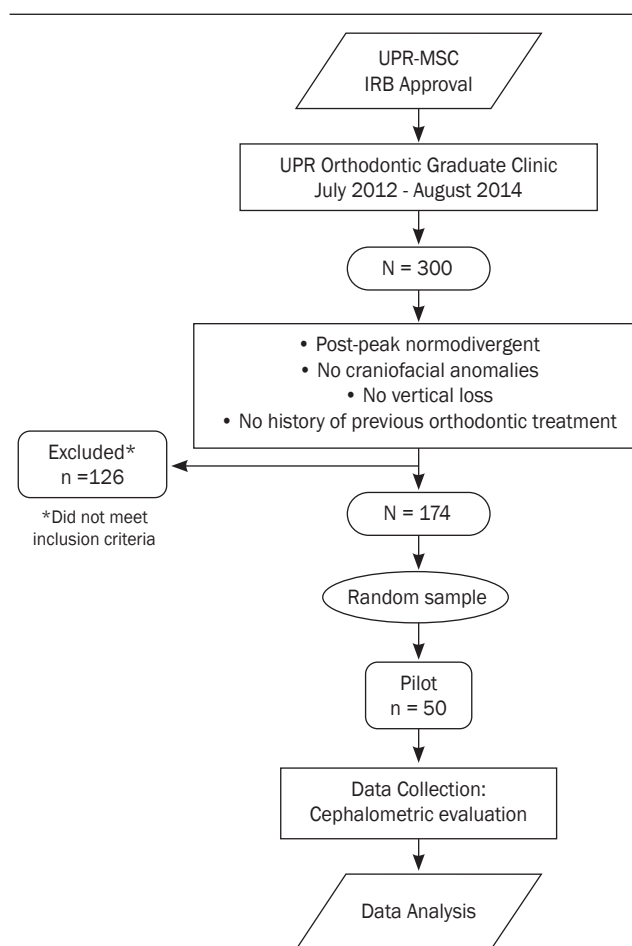 UPR-MSC
IRB Approval
UPR Orthodontic Graduate Clinic
July 2012 - August 2014
N = 300
• Post-peak normodivergent
• No craniofacial anomalies
• No vertical loss
• No history of previous orthodontic treatment
Excluded*
n =126
*Did not meet
inclusion criteria
N = 174
Random sample
Pilot
n = 50
Data Collection:
Cephalometric evaluation
Data Analysis